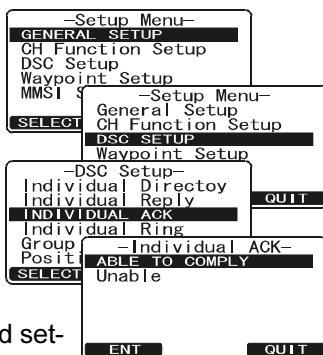 —Setup Menu—
GENERAL SETUP
CH Function Setup
DSC Setup
Waypoint Setup
MMSI S
SELECT
—Setup Menu—
General Setup
CH Function Setup
DSC SETUP
Waypoint Setup
QUIT
—DSC Setup—
Individual Directoy
Individual Reply
INDIVIDUAL ACK
Individual Ring
Group
Positi
SELECT
—Individual ACK—
ABLE TO COMPLY
Unable
ENT QUIT
d set-